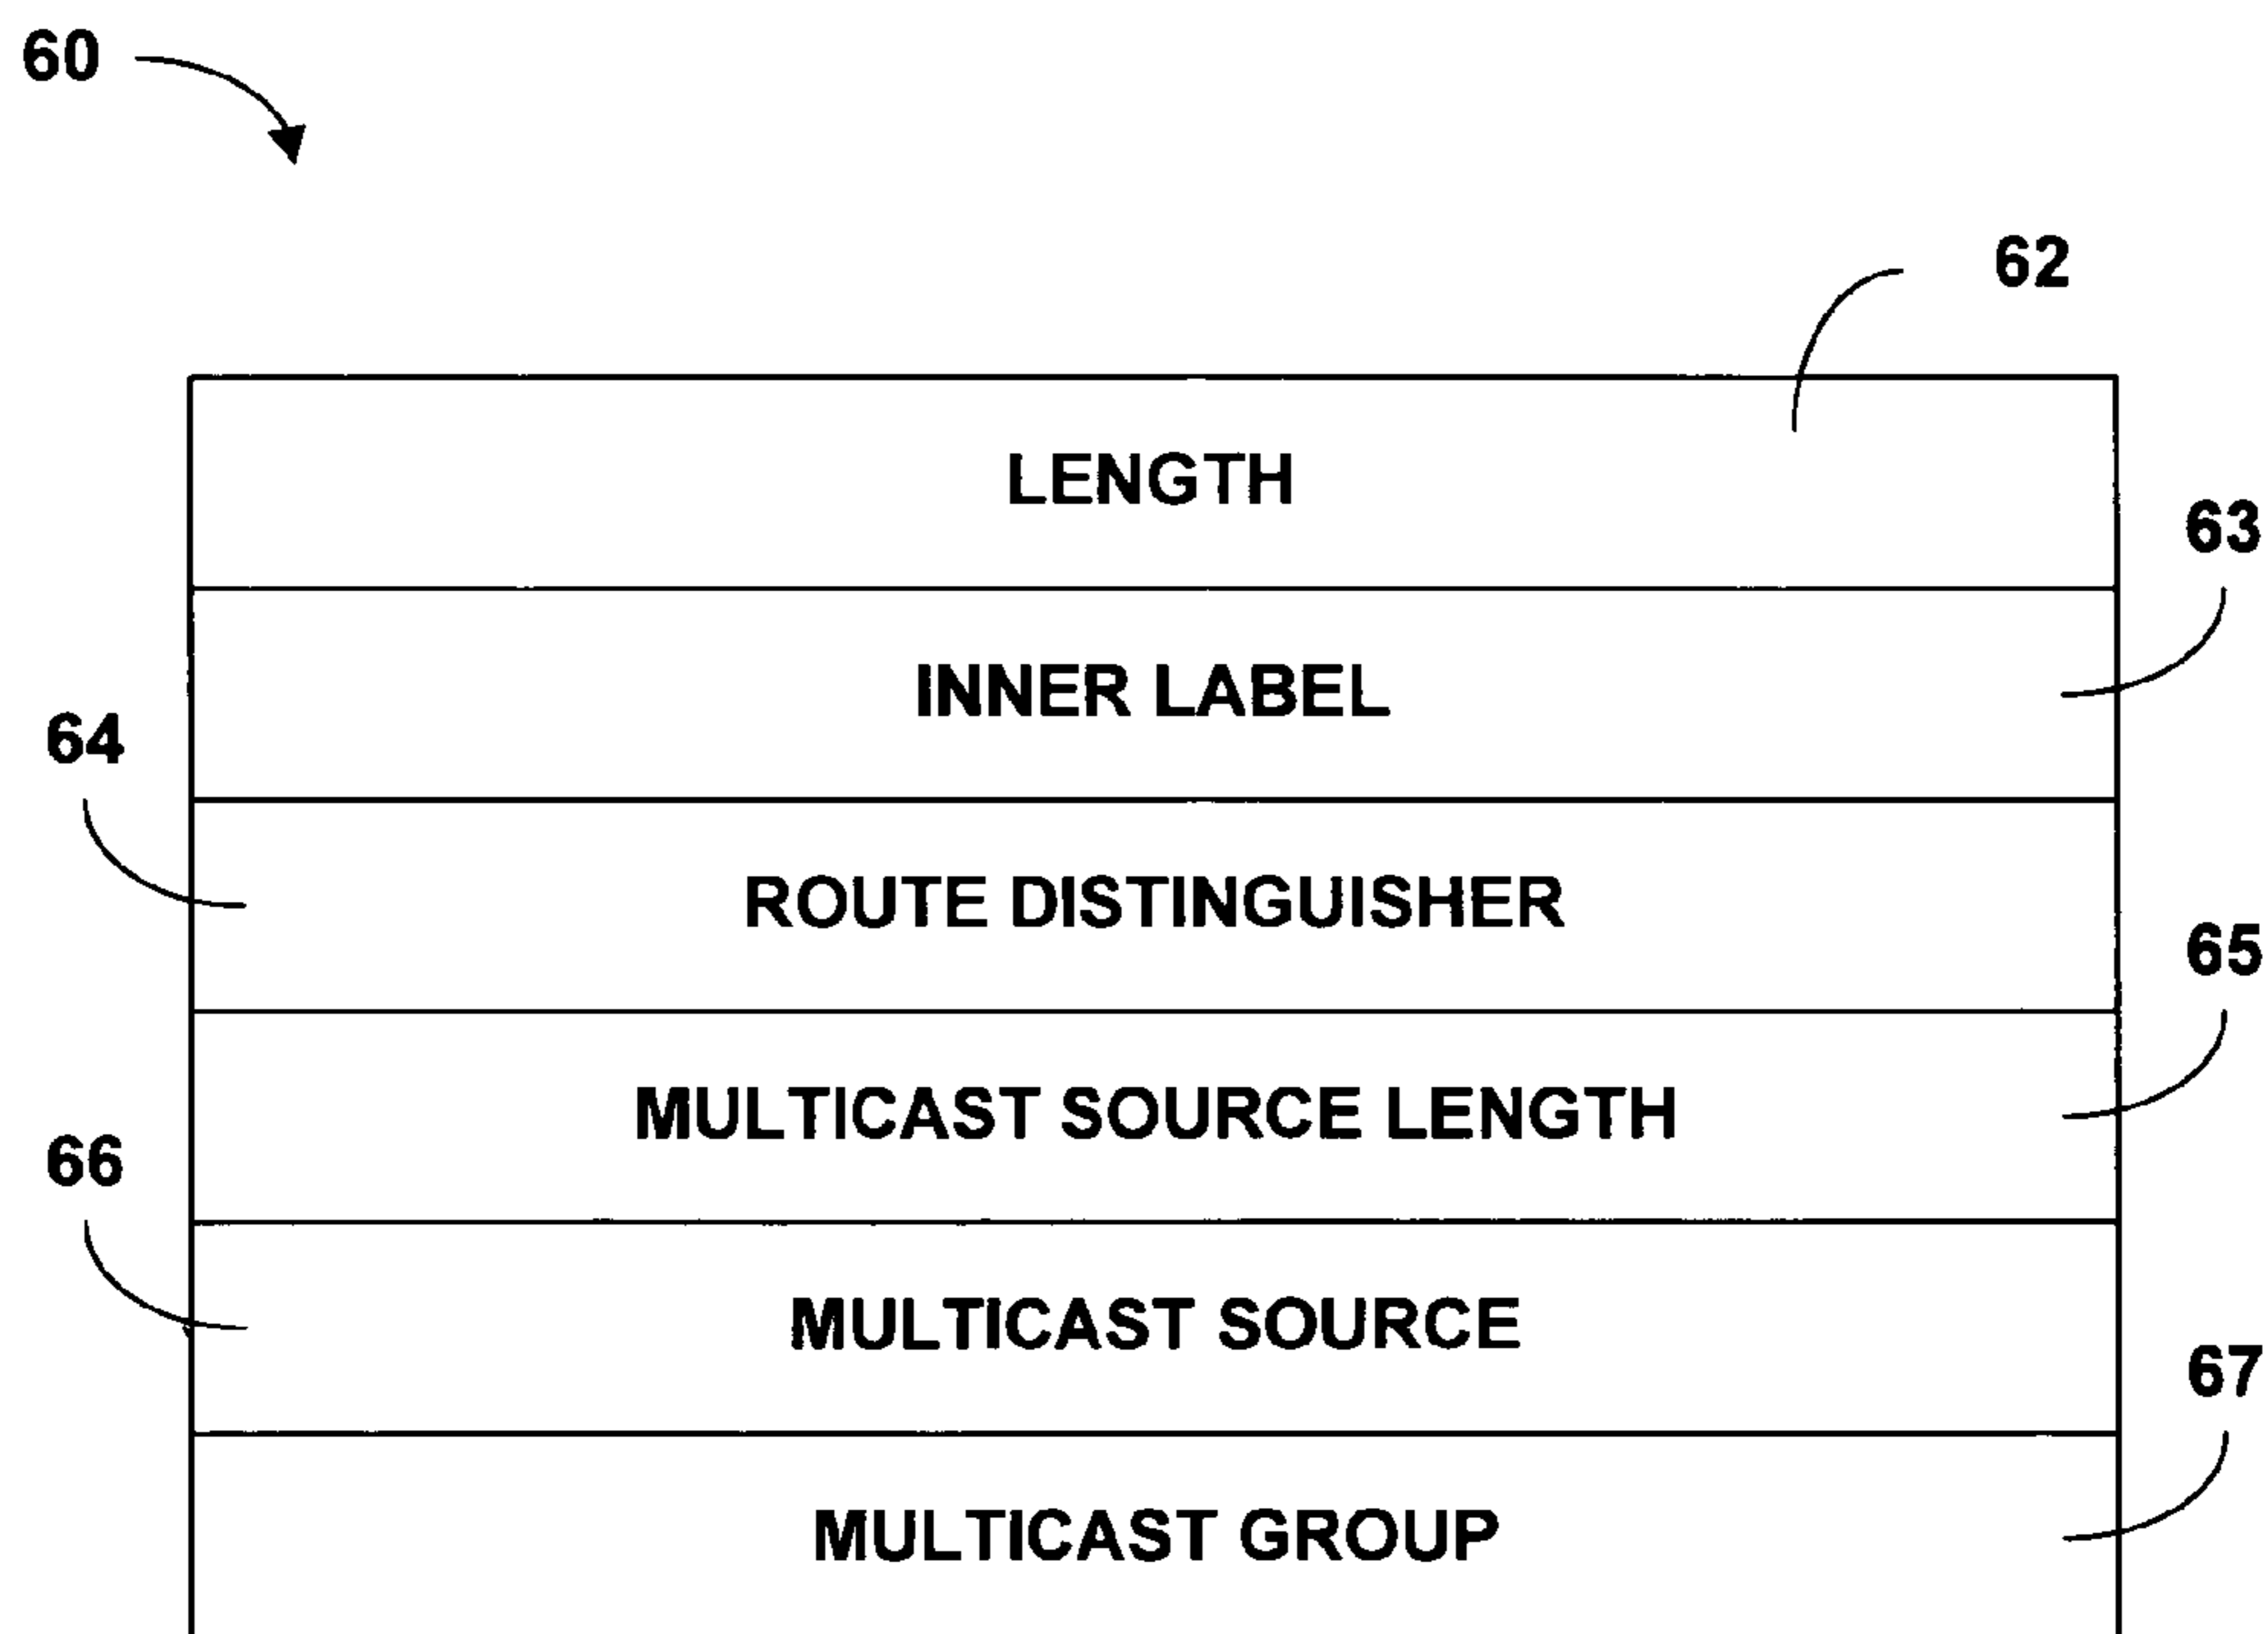 60
62
LENGTH
63
INNER LABEL
64
ROUTE DISTINGUISHER
65
MULTICAST SOURCE LENGTH
66
MULTICAST SOURCE
67
MULTICAST GROUP